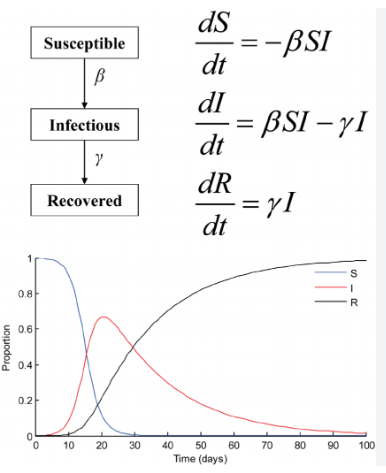 Susceptible
β
Infectious
γ
Recovered
dS/dt = −βSI
dI/dt = βSI − γI
dR/dt = γI
Proportion
1
0.8
0.6
0.4
0.2
0
S
I
R
0 10 20 30 40 50 60 70 80 90 100
Time (days)